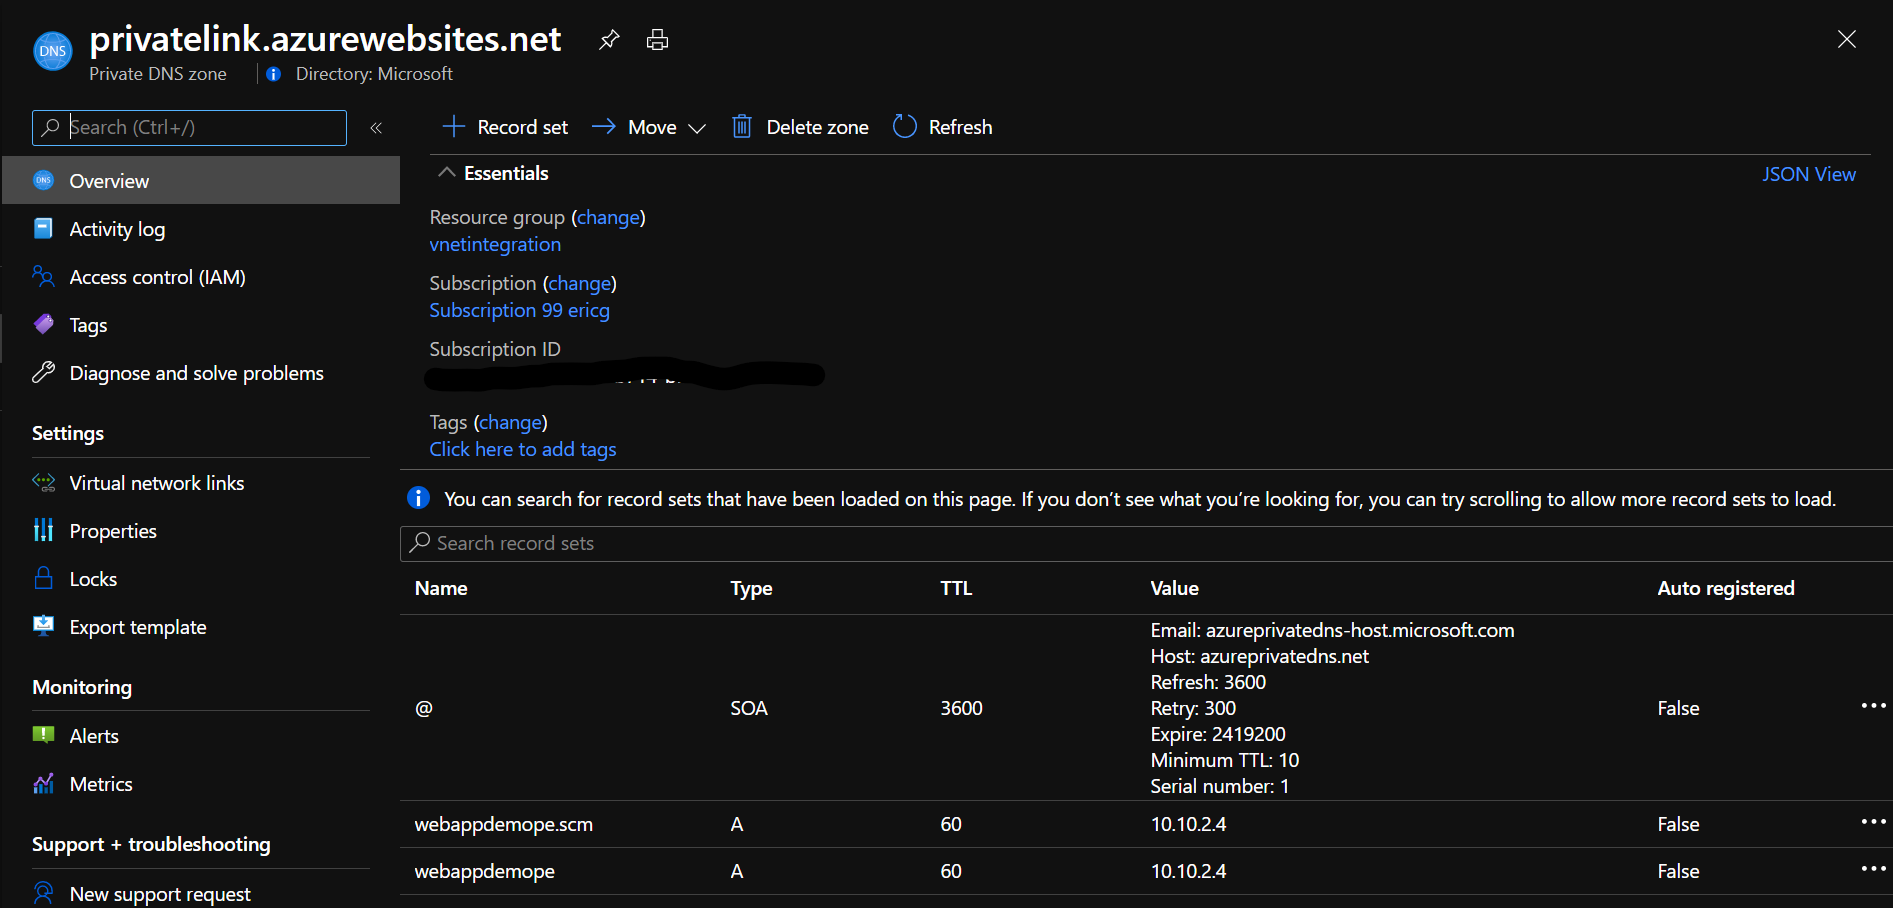 DNS
privatelink.azurewebsites.net
Private DNS zone
Directory: Microsoft
Search (Ctrl+/)
«
Overview
Activity log
Access control (IAM)
Tags
Diagnose and solve problems
Settings
Virtual network links
Properties
Locks
Export template
Monitoring
Alerts
Metrics
Support + troubleshooting
New support request
Record set
Move
Delete zone
Refresh
Essentials
JSON View
Resource group (change)
vnetintegration
Subscription (change)
Subscription 99 ericg
Subscription ID
Tags (change)
Click here to add tags
You can search for record sets that have been loaded on this page. If you don’t see what you’re looking for, you can try scrolling to allow more record sets to load.
Search record sets
Name Type TTL Value Auto registered
Email: azureprivatedns-host.microsoft.com
Host: azureprivatedns.net
Refresh: 3600
@ SOA 3600 Retry: 300 False
Expire: 2419200
Minimum TTL: 10
Serial number: 1
webappdemope.scm A 60 10.10.2.4 False
webappdemope A 60 10.10.2.4 False